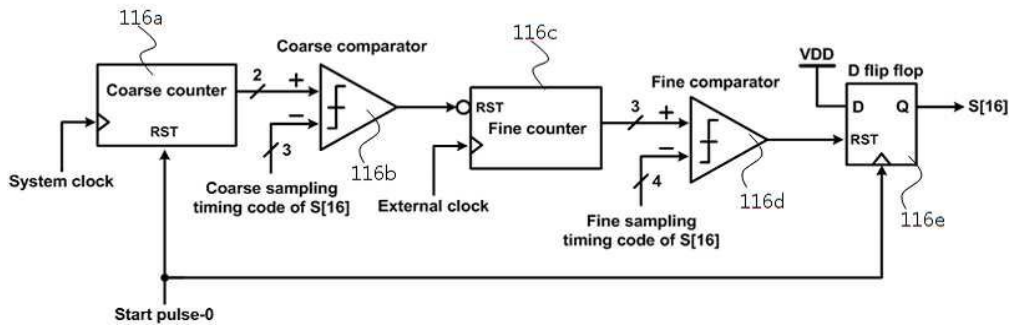 116a
Coarse comparator
116c
Coarse counter
2
+
RST
−
3
116b
System clock
Coarse sampling
timing code of S[16]
RST
Fine counter
External clock
3
Fine comparator
+
−
4
116d
Fine sampling
timing code of S[16]
VDD
D flip flop
D
Q
S[16]
RST
116e
Start pulse-0